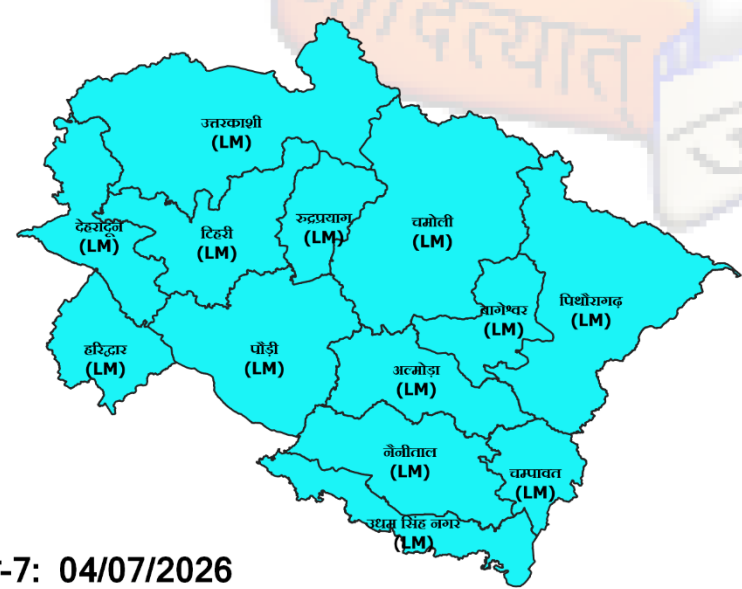 उत्तरकाशी
(LM)
देहरादून
(LM)
टिहरी
(LM)
रुद्रप्रयाग
(LM)
चमोली
(LM)
बागेश्वर
(LM)
पिथौरागढ़
(LM)
हरिद्वार
(LM)
पौड़ी
(LM)
अल्मोड़ा
(LM)
नैनीताल
(LM)
चम्पावत
(LM)
उधम सिंह नगर
(LM)
-7: 04/07/2026